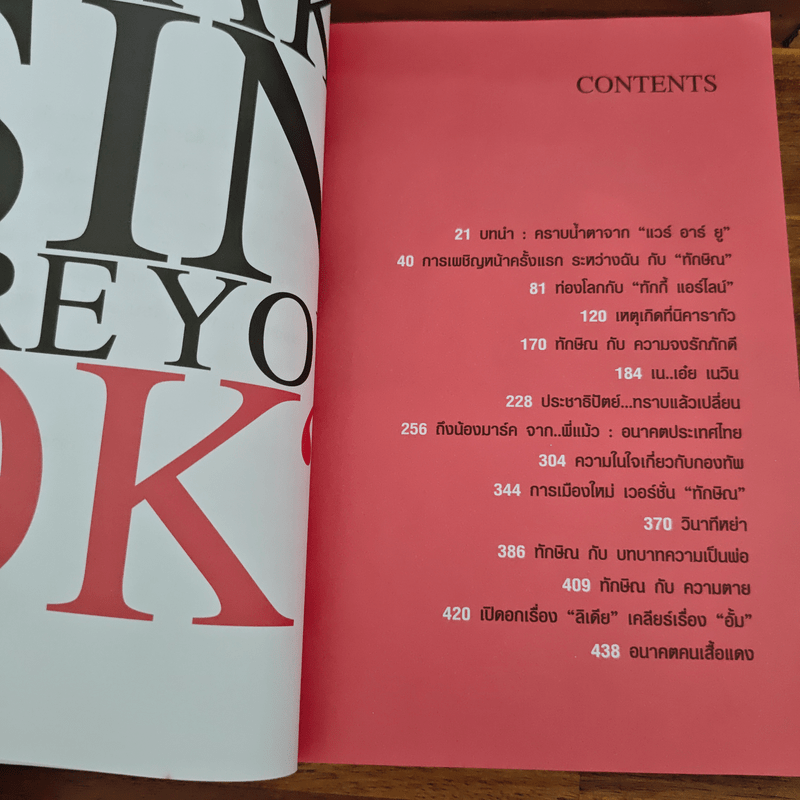 SIN
RE YO
OK
CONTENTS
21 บทนำ : คราบน้ำตาจาก “แวร์ อาร์ ยู”
40 การเผชิญหน้าครั้งแรก ระหว่างฉัน กับ “ทักษิณ”
81 ท่องโลกกับ “ทักกี้ แอร์ไลน์”
120 เหตุเกิดที่นิคารากัว
170 ทักษิณ กับ ความจงรักภักดี
184 เน..เอ๋ย เนวิน
228 ประชาธิปัตย์...ทราบแล้วเปลี่ยน
256 ถึงน้องมาร์ค จาก..พี่แม้ว : อนาคตประเทศไทย
304 ความในใจเกี่ยวกับกองทัพ
344 การเมืองใหม่ เวอร์ชั่น “ทักษิณ”
370 วินาทีหย่า
386 ทักษิณ กับ บทบาทความเป็นพ่อ
409 ทักษิณ กับ ความตาย
420 เปิดอกเรื่อง “ลิเดีย” เคลียร์เรื่อง “อั้ม”
438 อนาคตคนเสื้อแดง